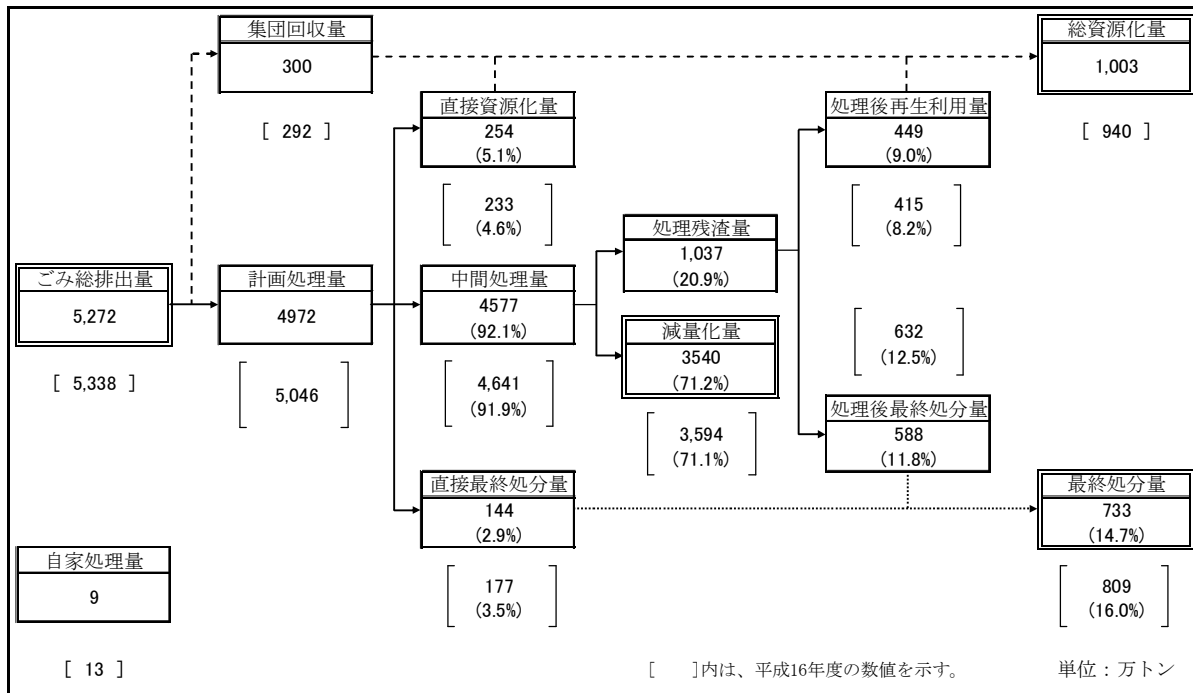 集団回収量
300
[ 292 ]
総資源化量
1,003
[ 940 ]
直接資源化量
254
(5.1%)
233
(4.6%)
処理後再生利用量
449
(9.0%)
415
(8.2%)
ごみ総排出量
5,272
[ 5,338 ]
計画処理量
4972
5,046
中間処理量
4577
(92.1%)
4,641
(91.9%)
処理残渣量
1,037
(20.9%)
減量化量
3540
(71.2%)
3,594
(71.1%)
632
(12.5%)
処理後最終処分量
588
(11.8%)
直接最終処分量
144
(2.9%)
177
(3.5%)
最終処分量
733
(14.7%)
809
(16.0%)
自家処理量
9
[ 13 ]
[ ]内は、平成16年度の数値を示す。
単位：万トン